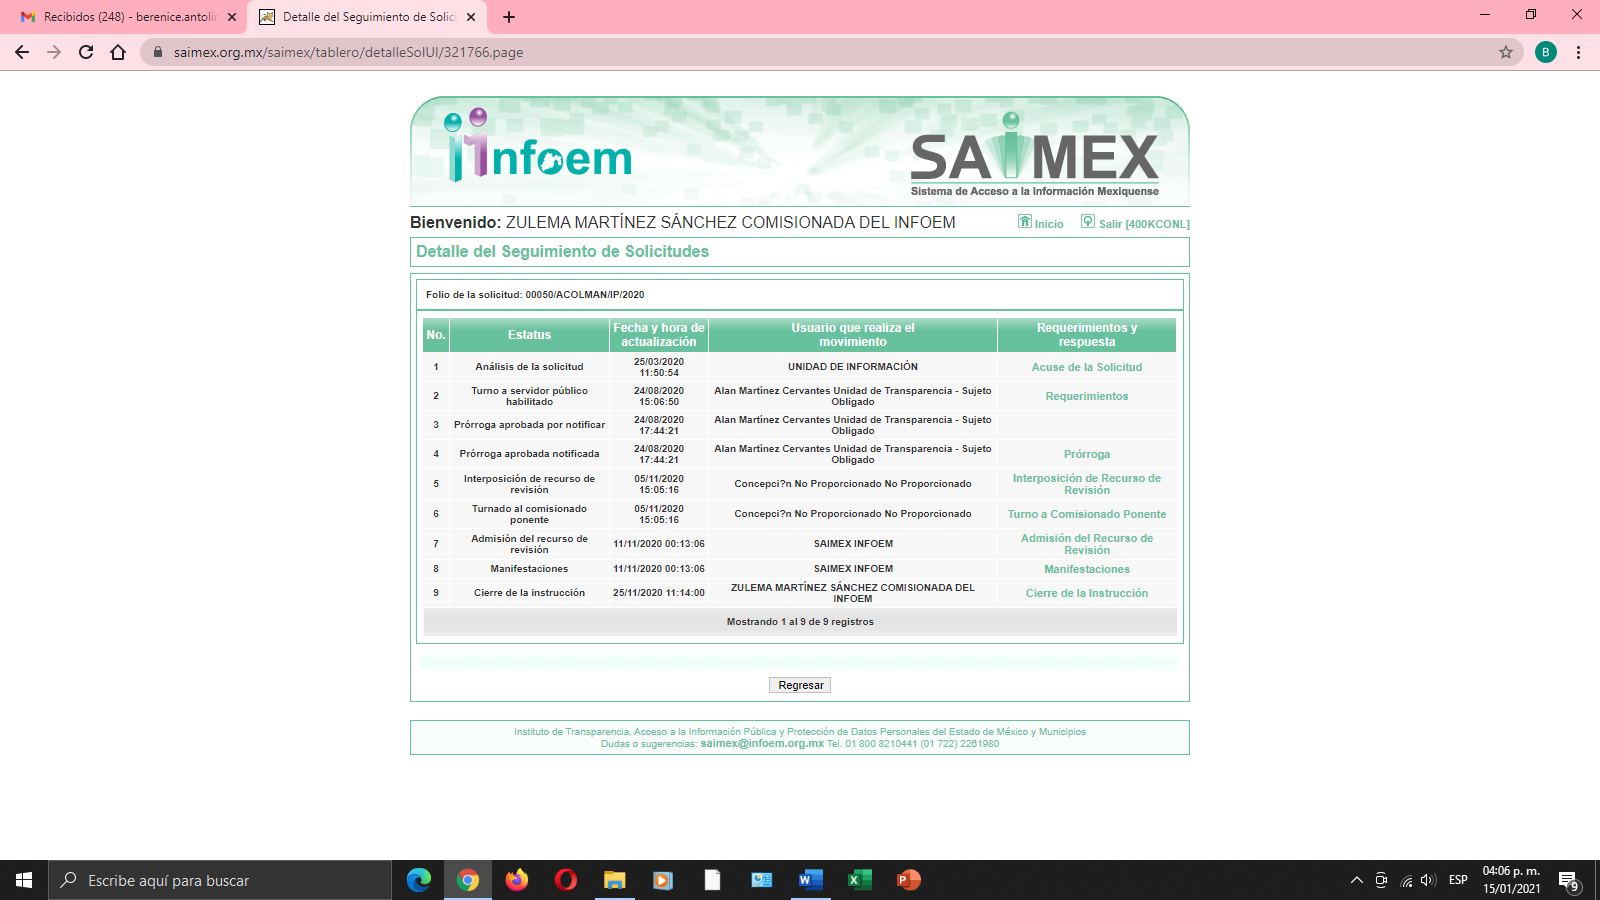 Recibidos (248) - berenice.antolin
Detalle del Seguimiento de Solici
saimex.org.mx/saimex/tablero/detalleSolUI/321766.page
B
infoem
SAIMEX
Sistema de Acceso a la Información Mexiquense
Bienvenido: ZULEMA MARTÍNEZ SÁNCHEZ COMISIONADA DEL INFOEM
Inicio
Salir [400KCONL]
Detalle del Seguimiento de Solicitudes
Folio de la solicitud: 00050/ACOLMAN/IP/2020
No. Estatus Fecha y hora de actualización Usuario que realiza el movimiento Requerimientos y respuesta
1 Análisis de la solicitud 25/03/2020 11:50:54 UNIDAD DE INFORMACIÓN Acuse de la Solicitud
2 Turno a servidor público habilitado 24/08/2020 15:06:50 Alan Martínez Cervantes Unidad de Transparencia - Sujeto Obligado Requerimientos
3 Prórroga aprobada por notificar 24/08/2020 17:44:21 Alan Martínez Cervantes Unidad de Transparencia - Sujeto Obligado
4 Prórroga aprobada notificada 24/08/2020 17:44:21 Alan Martínez Cervantes Unidad de Transparencia - Sujeto Obligado Prórroga
5 Interposición de recurso de revisión 05/11/2020 15:05:16 Concepci?n No Proporcionado No Proporcionado Interposición de Recurso de Revisión
6 Turnado al comisionado ponente 05/11/2020 15:05:16 Concepci?n No Proporcionado No Proporcionado Turno a Comisionado Ponente
7 Admisión del recurso de revisión 11/11/2020 00:13:06 SAIMEX INFOEM Admisión del Recurso de Revisión
8 Manifestaciones 11/11/2020 00:13:06 SAIMEX INFOEM Manifestaciones
9 Cierre de la instrucción 25/11/2020 11:14:00 ZULEMA MARTÍNEZ SÁNCHEZ COMISIONADA DEL INFOEM Cierre de la Instrucción
Mostrando 1 al 9 de 9 registros
Regresar
Instituto de Transparencia, Acceso a la Información Pública y Protección de Datos Personales del Estado de México y Municipios
Dudas o sugerencias: saimex@infoem.org.mx Tel. 01 800 8210441 (01 722) 2261980
Escribe aquí para buscar
ESP
04:06 p. m.
15/01/2021
9